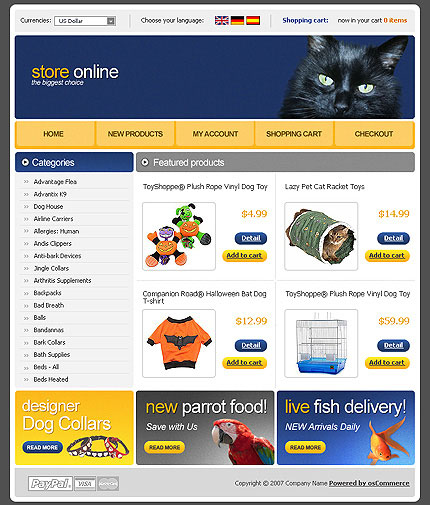 Currencies: US Dollar Choose your language: Shopping cart: now in your cart 0 items
store online
the biggest choice
HOME NEW PRODUCTS MY ACCOUNT SHOPPING CART CHECKOUT
Categories
Advantage Flea
Advantix K9
Dog House
Airline Carriers
Allergies: Human
Andis Clippers
Anti-bark Devices
Jingle Collars
Arthritis Supplements
Backpacks
Bad Breath
Balls
Bandannas
Bark Collars
Bath Supplies
Beds - All
Beds Heated
Featured products
ToyShoppe® Plush Rope Vinyl Dog Toy
$4.99
Detail
Add to cart
Lazy Pet Cat Racket Toys
$14.99
Detail
Add to cart
Companion Road® Halloween Bat Dog
T-shirt
$12.99
Detail
Add to cart
ToyShoppe® Plush Rope Vinyl Dog Toy
$59.99
Detail
Add to cart
designer
Dog Collars
READ MORE
new parrot food!
Save with Us
READ MORE
live fish delivery!
NEW Arrivals Daily
READ MORE
PayPal VISA Copyright © 2007 Company Name Powered by osCommerce